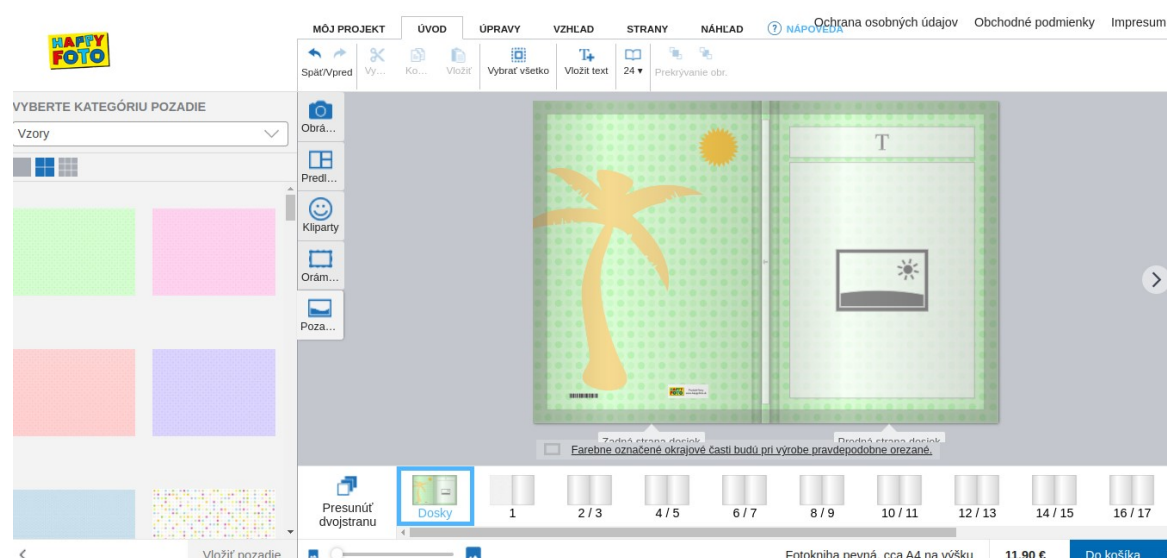 Ochrana osobných údajov Obchodné podmienky Impresum
HAPPY
FOTO
MÔJ PROJEKT ÚVOD ÚPRAVY VZHĽAD STRANY NÁHĽAD ? NÁPOVEDA
Späť/Vpred Vy... Ko... Vložiť Vybrať všetko Vložiť text 24 ▾ Prekrývanie obr.
VYBERTE KATEGÓRIU POZADIE
Vzory
Obrá...
Predl...
Kliparty
Orám...
Poza...
T
HAPPY
FOTO
Zadná strana dosiek Predná strana dosiek
Farebne označené okrajové časti budú pri výrobe pravdepodobne orezané.
Presunúť
dvojstranu
Dosky 1 2 / 3 4 / 5 6 / 7 8 / 9 10 / 11 12 / 13 14 / 15 16 / 17
Vložiť pozadie
Fotokniha pevná, cca A4 na výšku 11,90 € Do košíka